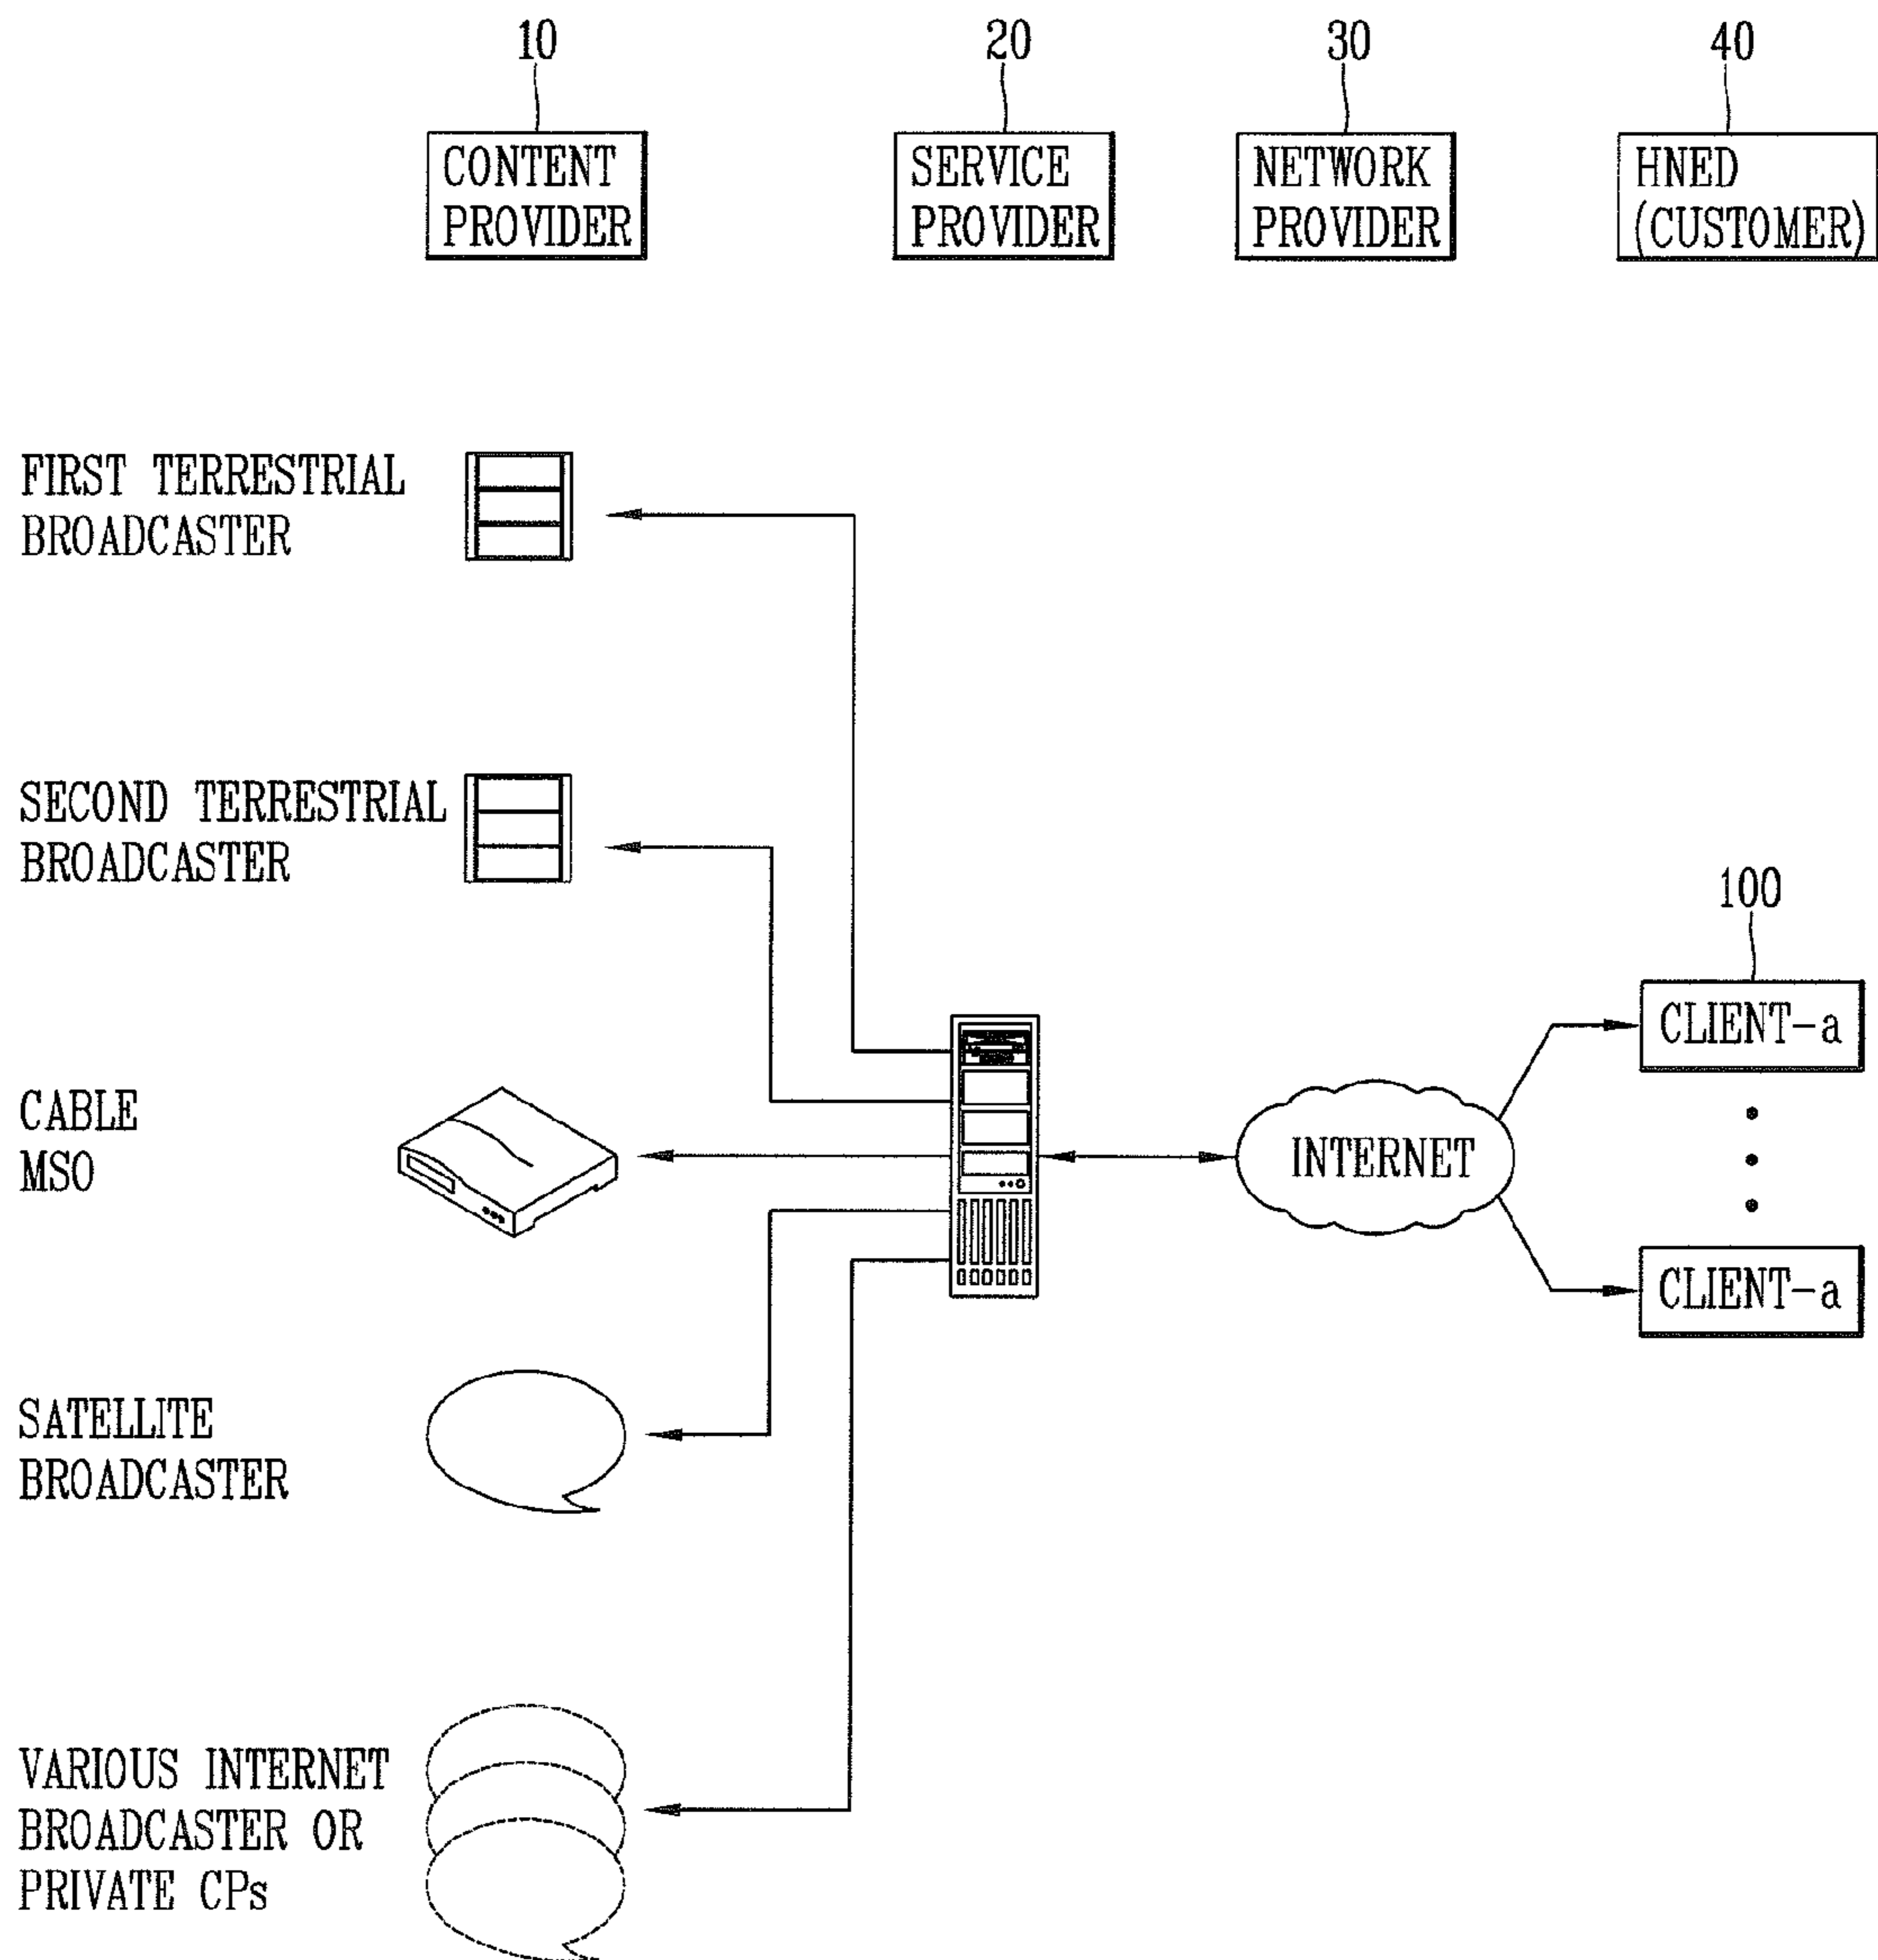 10
20
30
40
CONTENT
PROVIDER
SERVICE
PROVIDER
NETWORK
PROVIDER
HNED
(CUSTOMER)
FIRST TERRESTRIAL
BROADCASTER
SECOND TERRESTRIAL
BROADCASTER
100
CLIENT-a
CABLE
MSO
INTERNET
CLIENT-a
SATELLITE
BROADCASTER
VARIOUS INTERNET
BROADCASTER OR
PRIVATE CPs